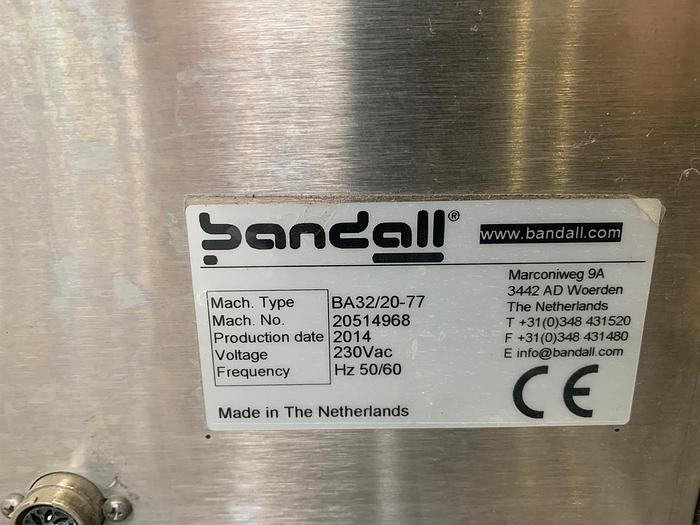 bandall® www.bandall.com
Marconiweg 9A
3442 AD Woerden
The Netherlands
T +31(0)348 431520
F +31(0)348 431480
E info@bandall.com
Mach. Type BA32/20-77
Mach. No. 20514968
Production date 2014
Voltage 230Vac
Frequency Hz 50/60
CE
Made in The Netherlands